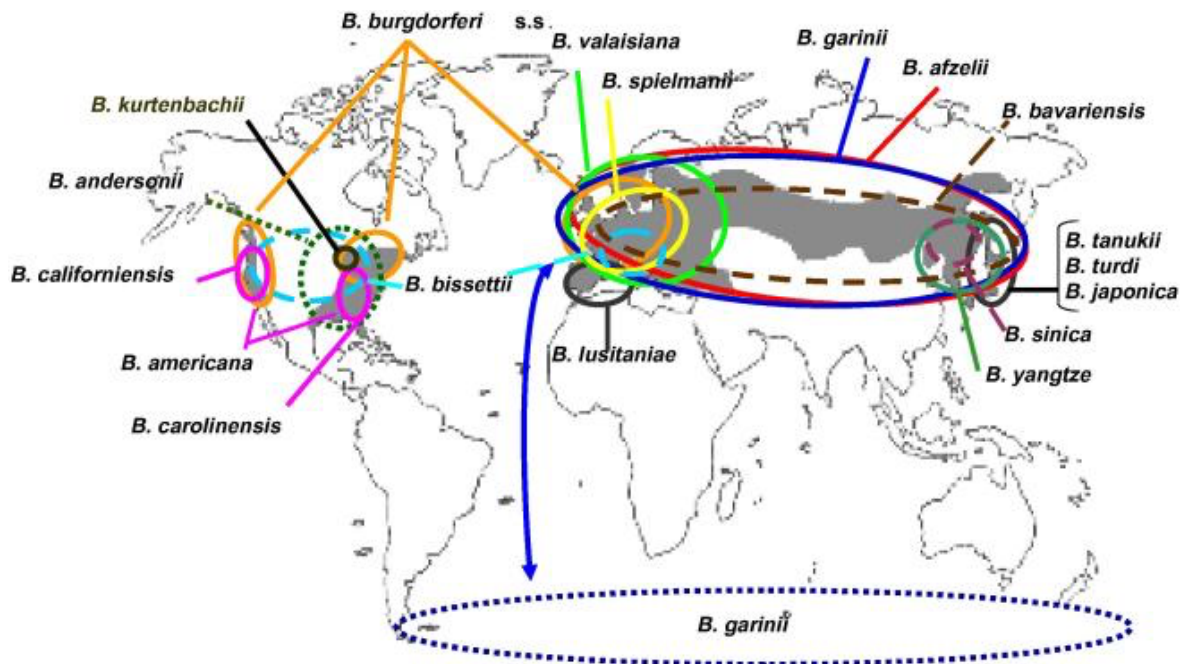 B. burgdorferi s.s.
B. valaisiana
B. garinii
B. spielmanii
B. afzelii
B. kurtenbachii
B. bavariensis
B. andersonii
B. tanukii
B. turdi
B. japonica
B. californiensis
B. bissettii
B. sinica
B. americana
B. lusitaniae
B. yangtze
B. carolinensis
B. garinii